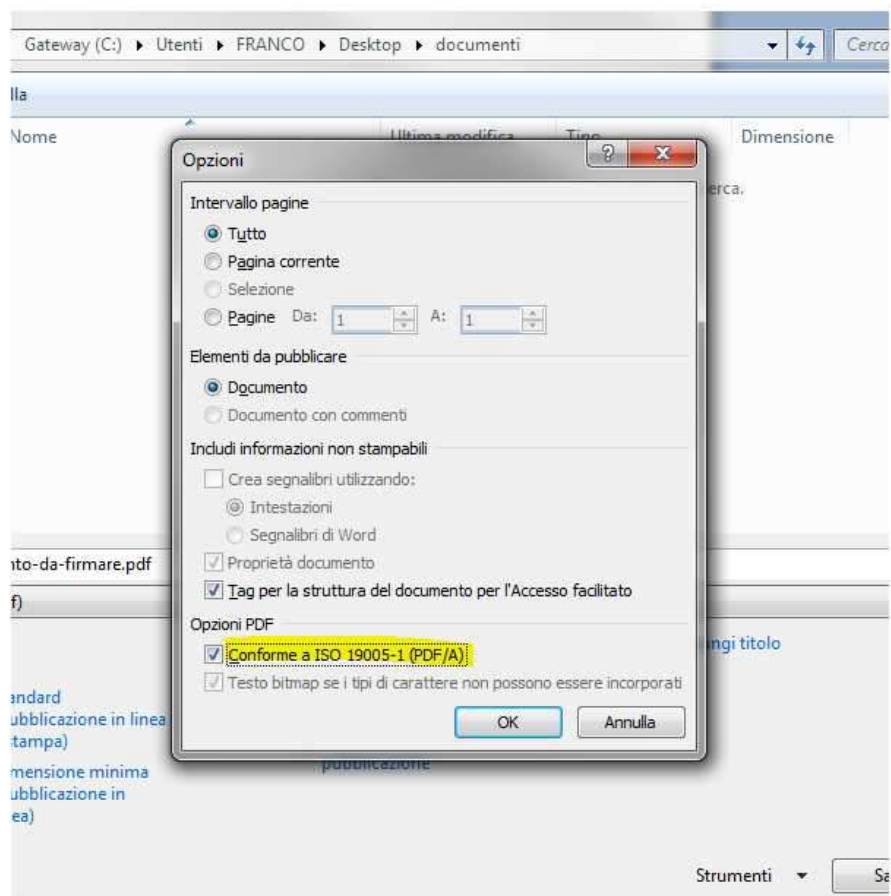 Gateway (C:) Utenti FRANCO Desktop documenti Cerca
lla
Nome Ultima modifica Tipo Dimensione
Opzioni
erca.
Intervallo pagine
Tutto
Pagina corrente
Selezione
Pagine Da: 1 A: 1
Elementi da pubblicare
Documento
Documento con commenti
Includi informazioni non stampabili
Crea segnalibri utilizzando:
Intestazioni
Segnalibri di Word
nto-da-firmare.pdf
Proprietà documento
f)
Tag per la struttura del documento per l'Accesso facilitato
Opzioni PDF
ngi titolo
Conforme a ISO 19005-1 (PDF/A)
Testo bitmap se i tipi di carattere non possono essere incorporati
andard
ubblicazione in linea
tampa)
OK Annulla
mensione minima
pubblicazione
ubblicazione in
ea)
Strumenti Sa